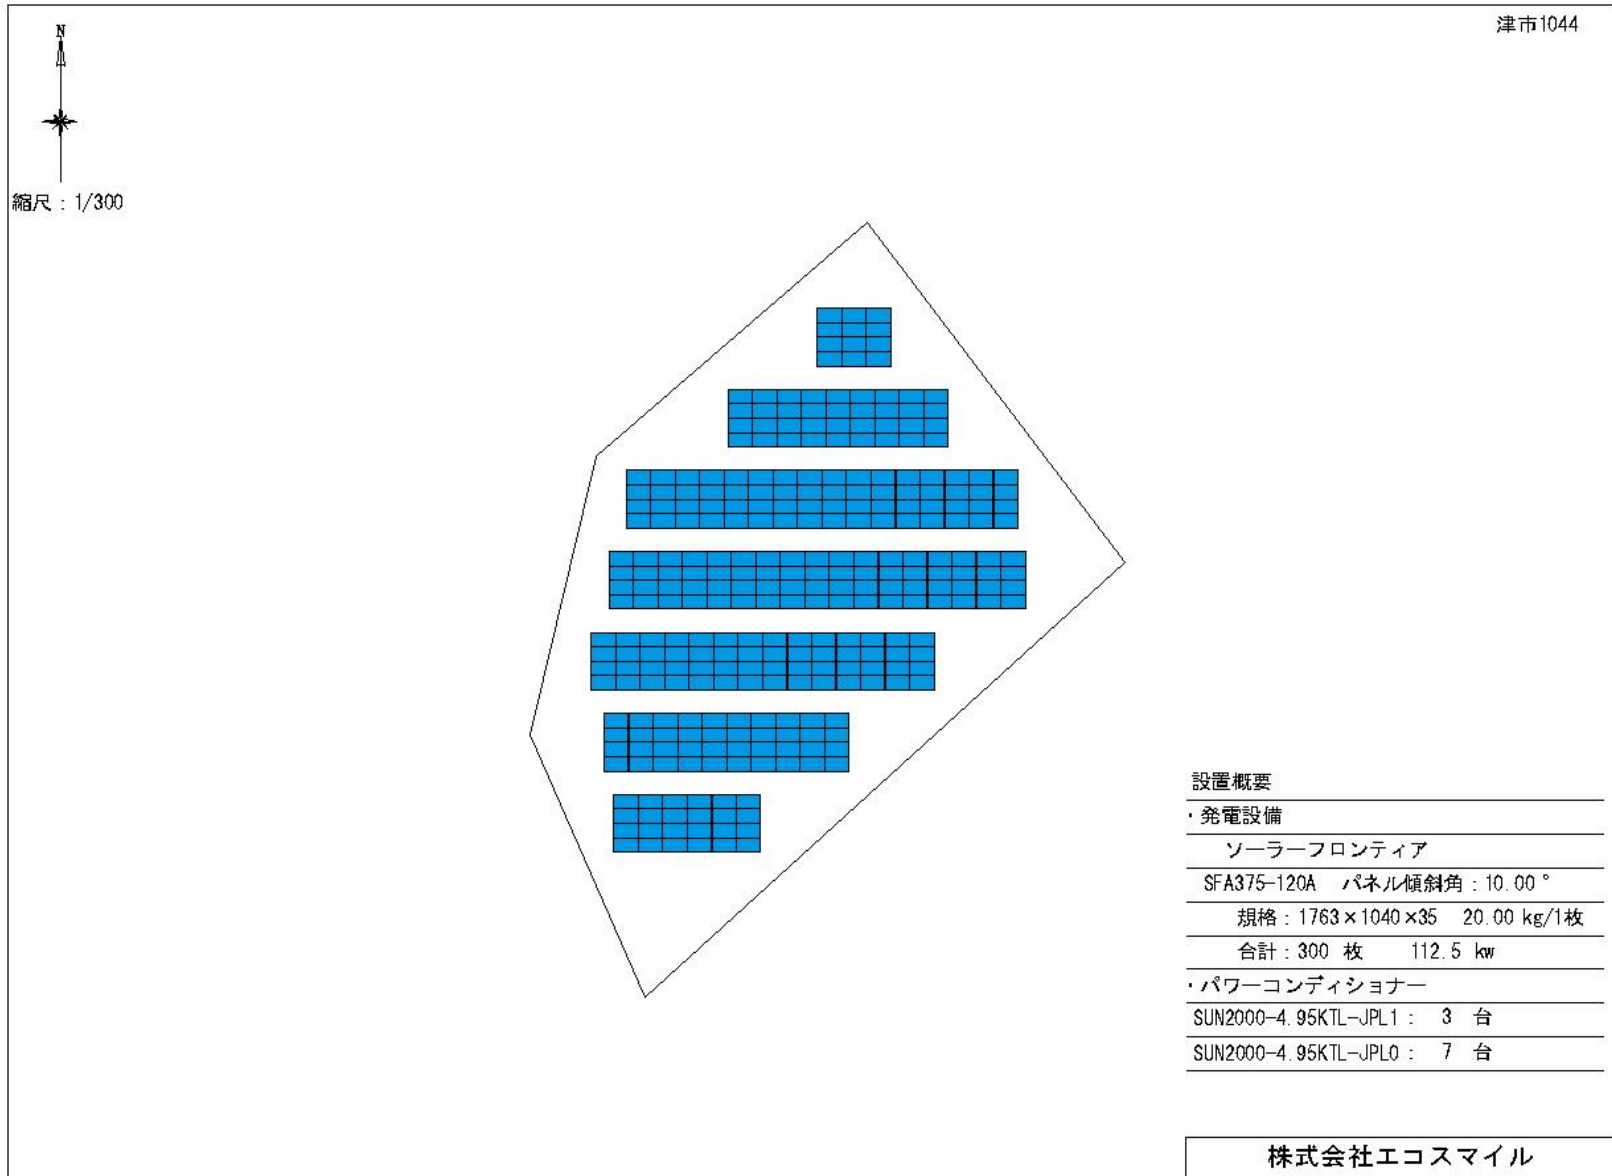 津市1044
N
縮尺：1/300
設置概要
・発電設備
ソーラーフロンティア
SFA375-120A パネル傾斜角：10.00°
規格：1763×1040×35 20.00 kg/1枚
合計：300 枚 112.5 kw
・パワーコンディショナー
SUN2000-4.95KTL-JPL1： 3 台
SUN2000-4.95KTL-JPL0： 7 台
株式会社エコスマイル